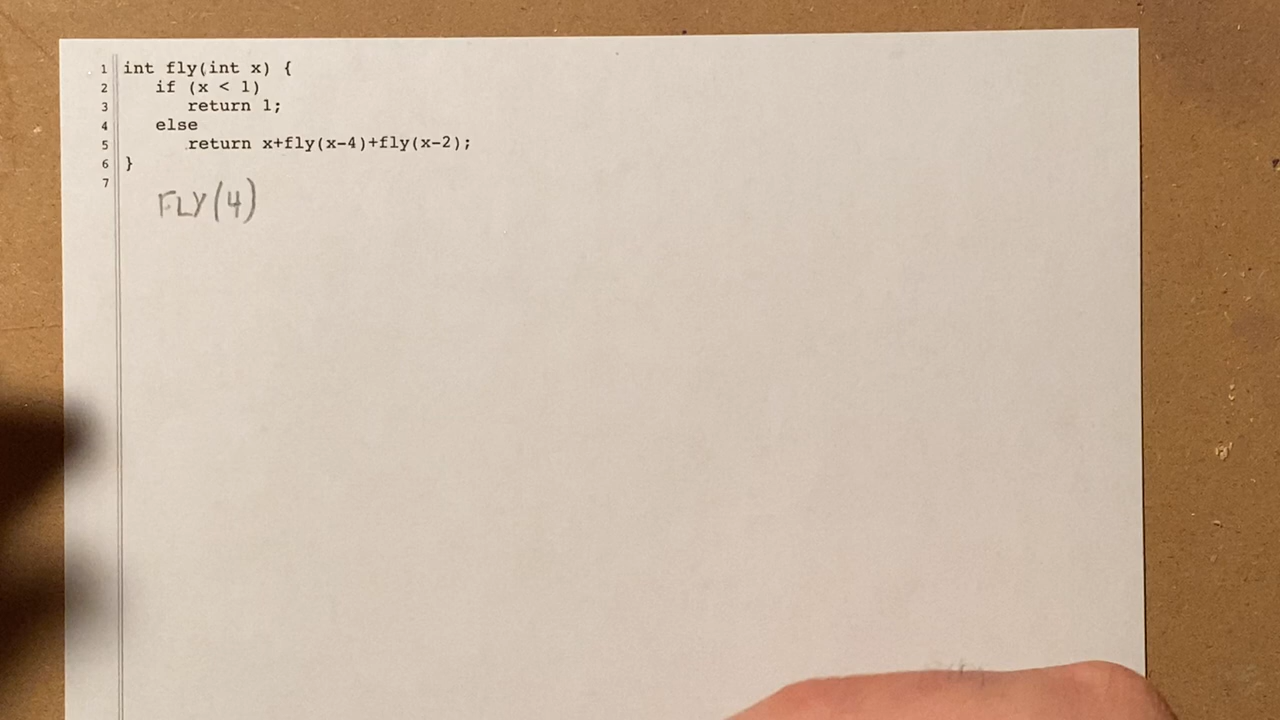 1 int fly(int x) {
2 if (x < 1)
3 return 1;
4 else
5 return x+fly(x-4)+fly(x-2);
6 }
7
FLY(4)